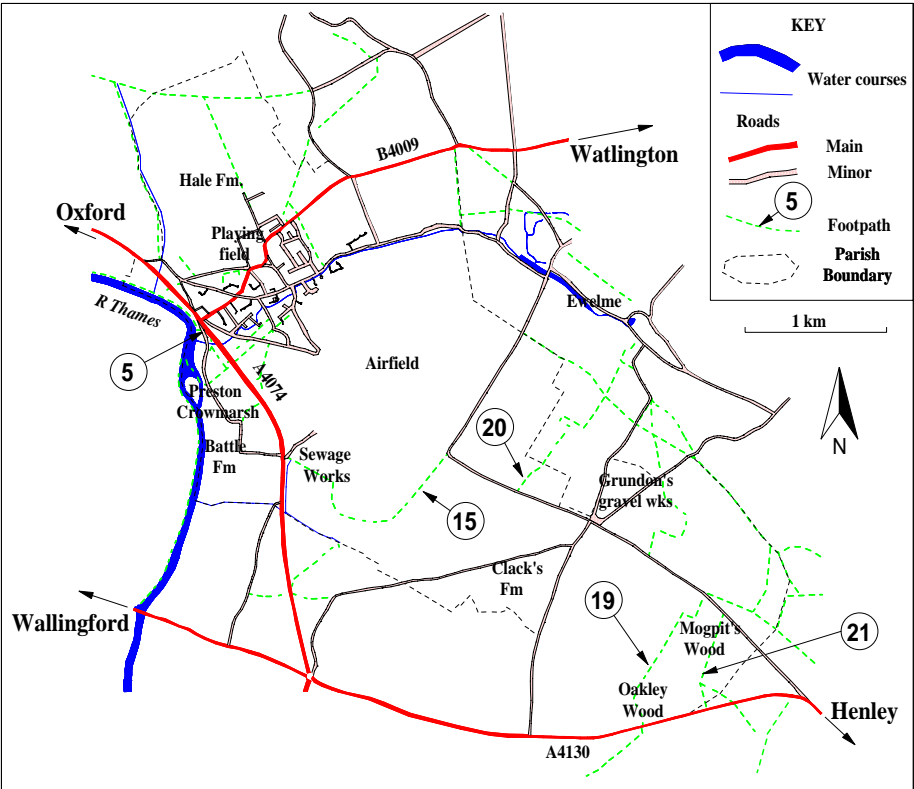 KEY
Water courses
Roads
Main
Minor
5
Footpath
Parish
Boundary
1 km
N
B4009
Watlington
Hale Fm.
Oxford
Playing
field
R Thames
Ewelme
5
A4074
Airfield
Preston
Crowmarsh
Battle
Fm
Sewage
Works
20
Grundon's
gravel wks
15
Clack's
Fm
Wallingford
19
Mogpit's
Wood
21
Oakley
Wood
Henley
A4130